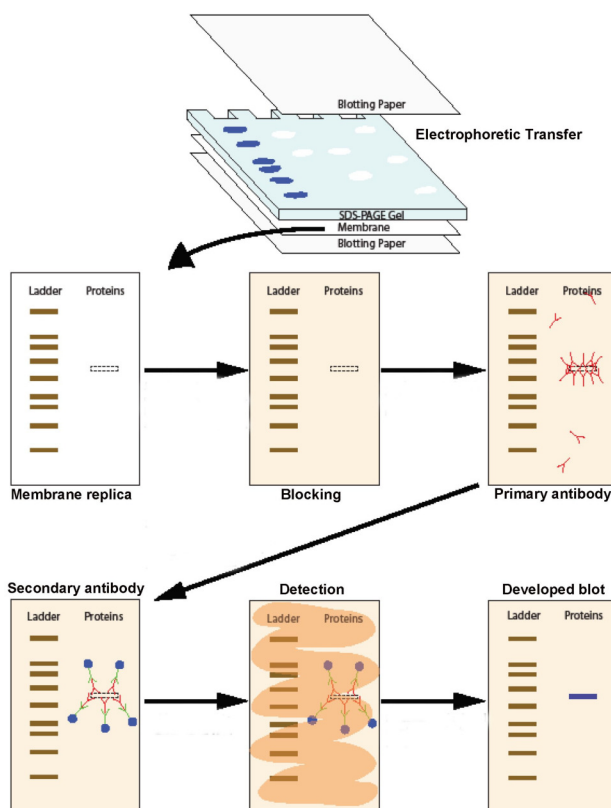 Blotting Paper
Electrophoretic Transfer
SDS-PAGE Gel
Membrane
Blotting Paper
Ladder Proteins
Ladder Proteins
Ladder Proteins
Membrane replica
Blocking
Primary antibody
Secondary antibody
Detection
Developed blot
Ladder Proteins
Ladder Proteins
Ladder Proteins